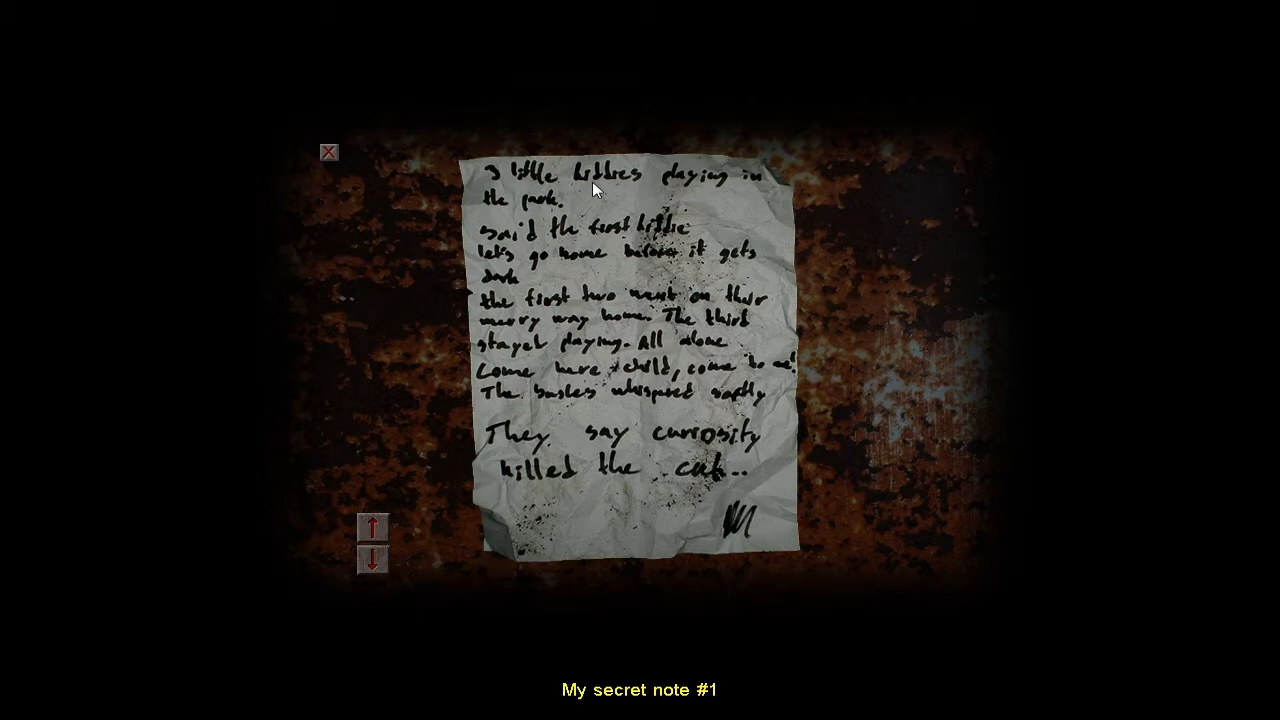 3 little kiddies playing in
the park.
said the first kiddie
let's go home before it gets
dark
the first two went on their
merry way home. The third
stayed playing. All alone
Come here child, come to me!
The bushes whispered softly
They say curiosity
killed the cat...
My secret note #1